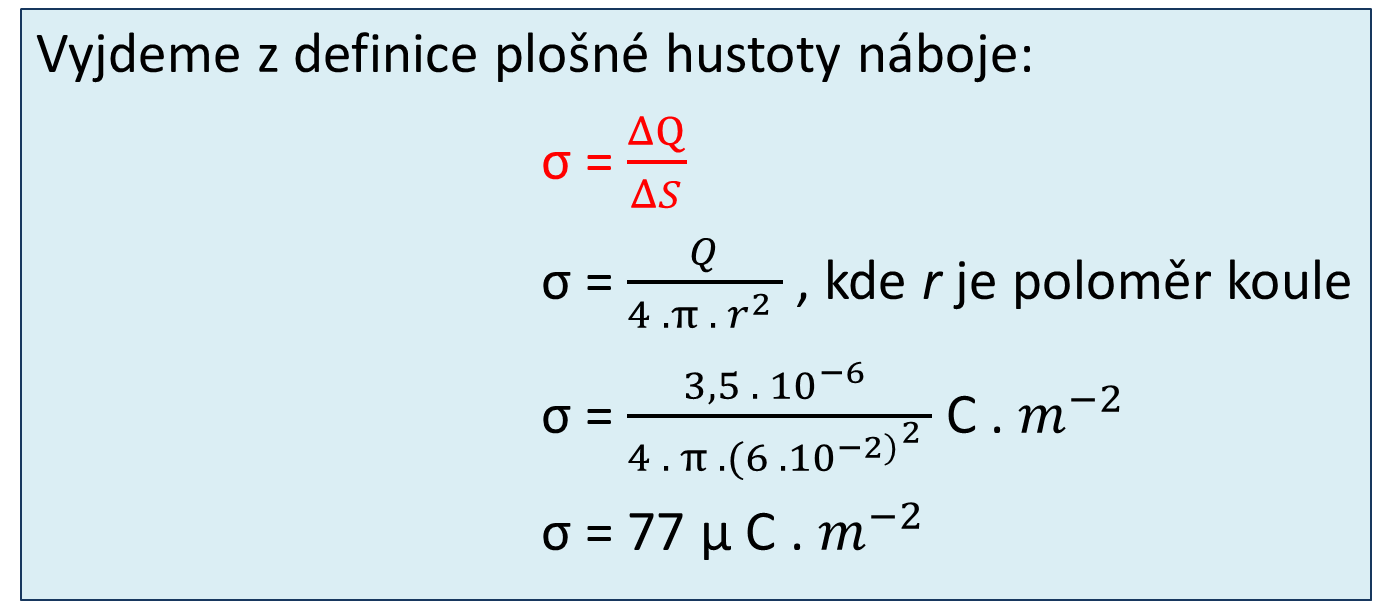 Vyjdeme z definice plošné hustoty náboje:
σ = ΔQ/ΔS
σ = Q/(4 .π . r²) , kde r je poloměr koule
σ = 3,5 . 10⁻⁶/(4 . π .(6 .10⁻²)²) C . m⁻²
σ = 77 μ C . m⁻²